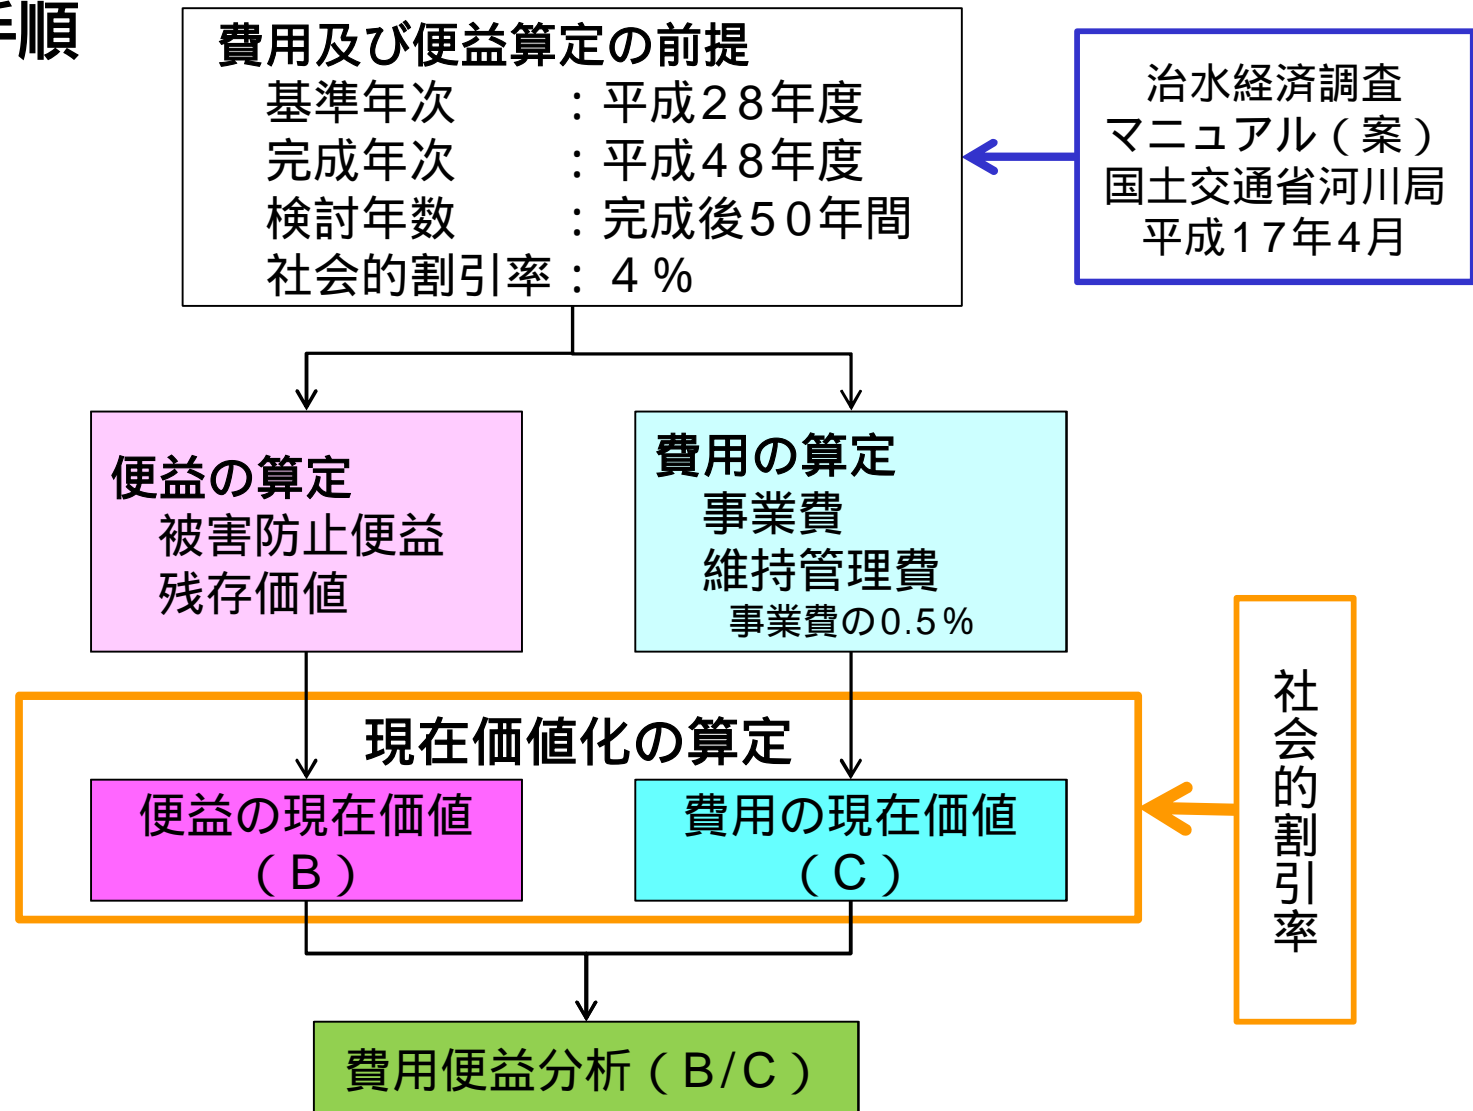 手順
費用及び便益算定の前提
基準年次 ：平成２８年度
完成年次 ：平成４８年度
検討年数 ：完成後５０年間
社会的割引率：４％
治水経済調査
マニュアル（案）
国土交通省河川局
平成１７年４月
便益の算定
被害防止便益
残存価値
費用の算定
事業費
維持管理費
事業費の0.5％
現在価値化の算定
便益の現在価値
（Ｂ）
費用の現在価値
（Ｃ）
社会的割引率
費用便益分析（B/C）